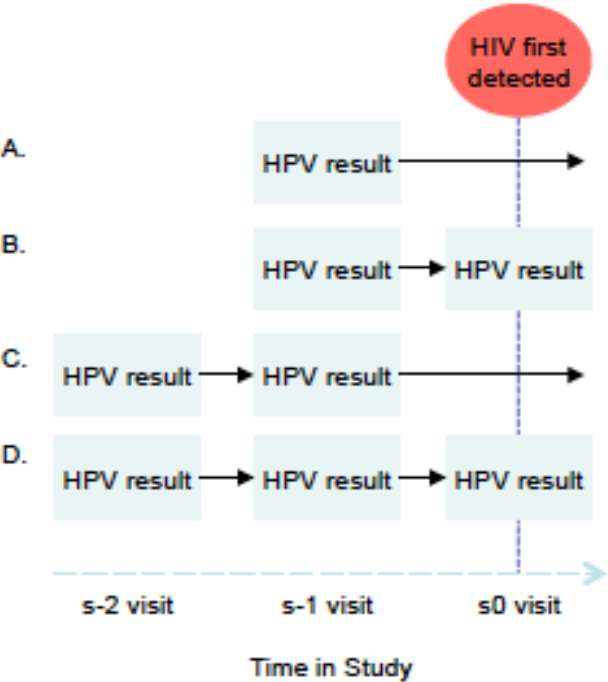 HIV first
detected
A.
HPV result
B.
HPV result HPV result
C.
HPV result HPV result
D.
HPV result HPV result HPV result
s-2 visit s-1 visit s0 visit
Time in Study